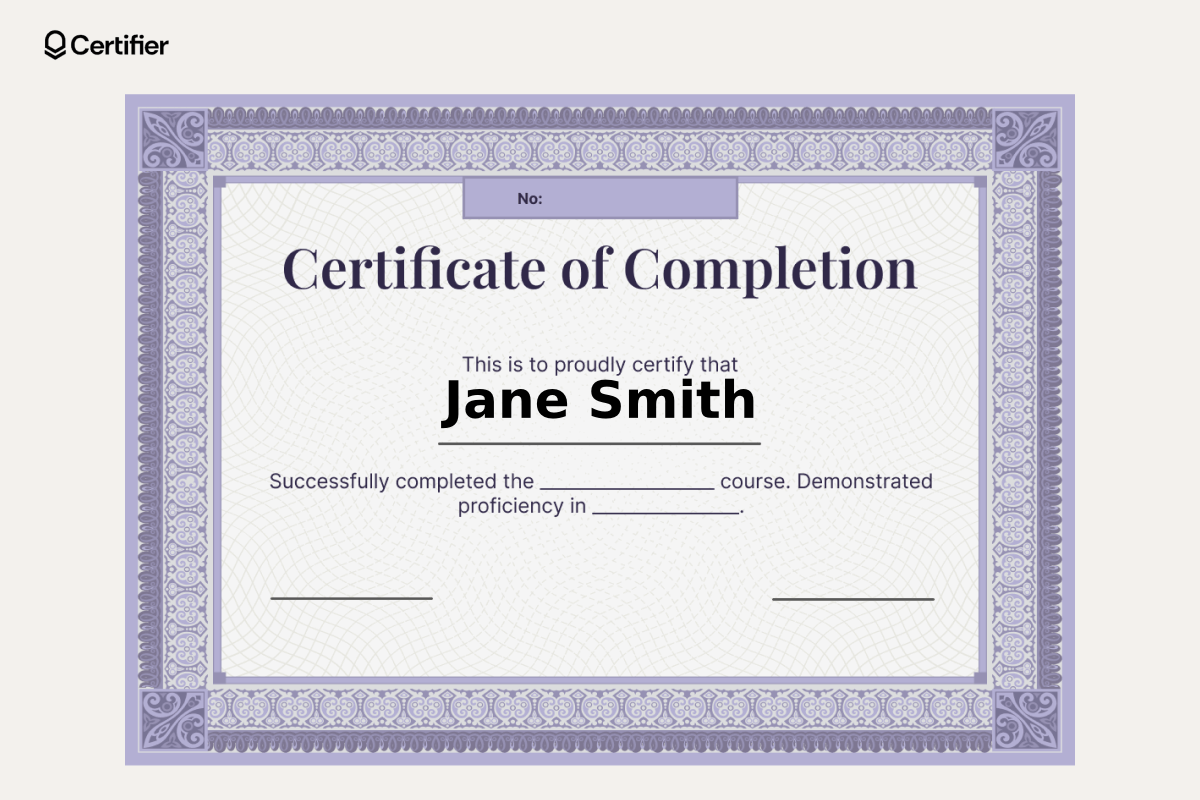 Certifier
No:
Certificate of Completion
This is to proudly certify that
Jane Smith
Successfully completed the ________________ course. Demonstrated
proficiency in ______________.